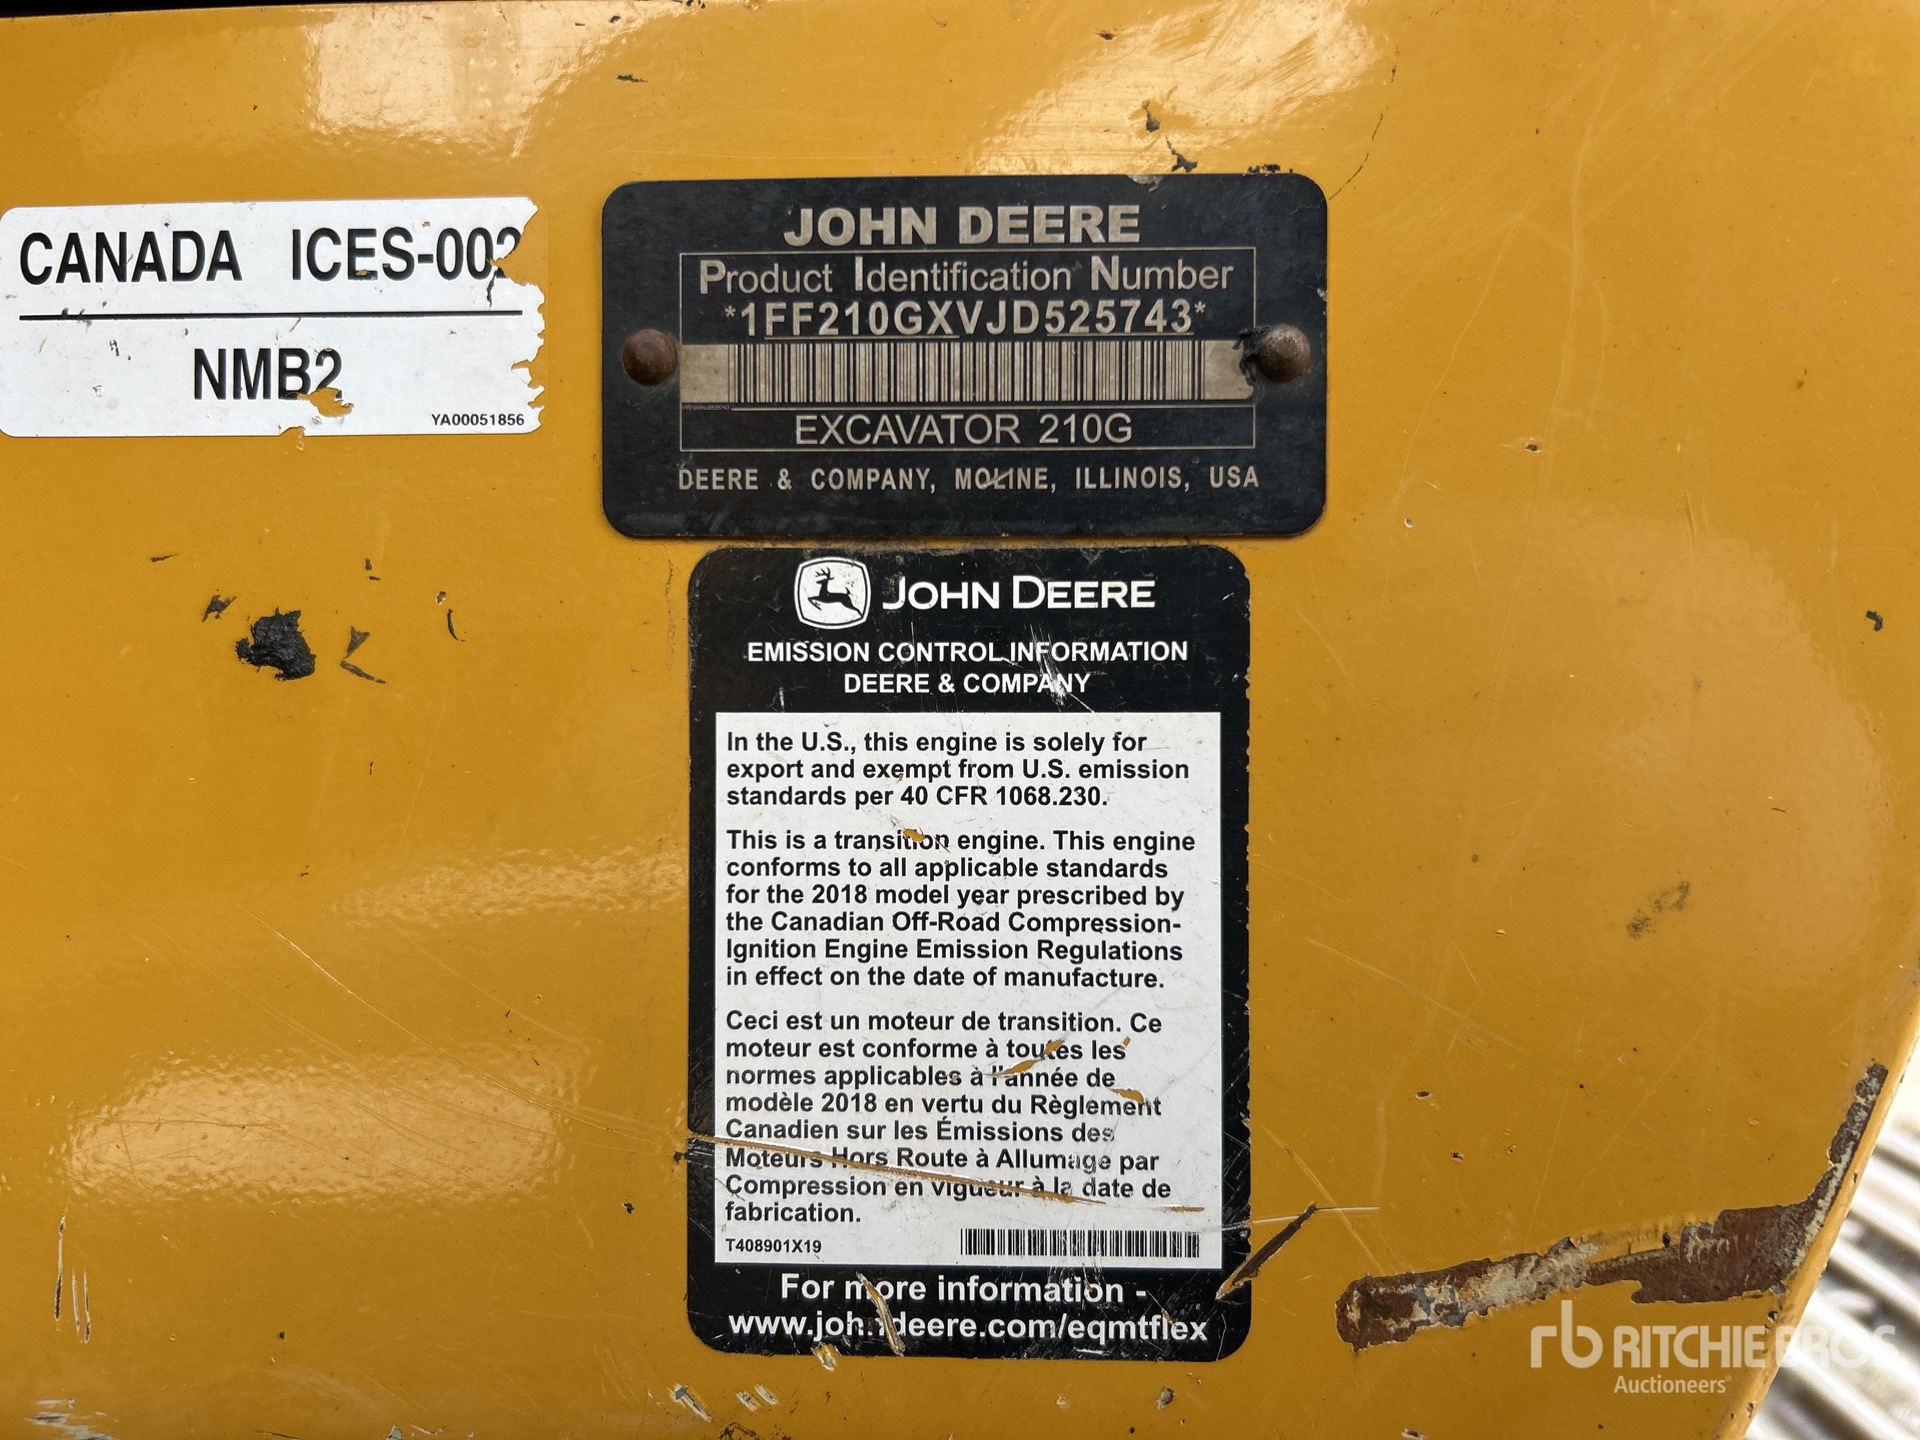 CANADA ICES-002
NMB2
YA00051856
JOHN DEERE
Product Identification Number
*1FF210GXVJD525743*
EXCAVATOR 210G
DEERE & COMPANY, MOLINE, ILLINOIS, USA
JOHN DEERE
EMISSION CONTROL INFORMATION
DEERE & COMPANY
In the U.S., this engine is solely for
export and exempt from U.S. emission
standards per 40 CFR 1068.230.
This is a transition engine. This engine
conforms to all applicable standards
for the 2018 model year prescribed by
the Canadian Off-Road Compression-
Ignition Engine Emission Regulations
in effect on the date of manufacture.
Ceci est un moteur de transition. Ce
moteur est conforme à toutes les
normes applicables à l'année de
modèle 2018 en vertu du Règlement
Canadien sur les Émissions des
Moteurs Hors Route à Allumage par
Compression en vigueur à la date de
fabrication.
T408901X19
For more information -
www.johndeere.com/eqmtflex
rb RITCHIE BROS
Auctioneers